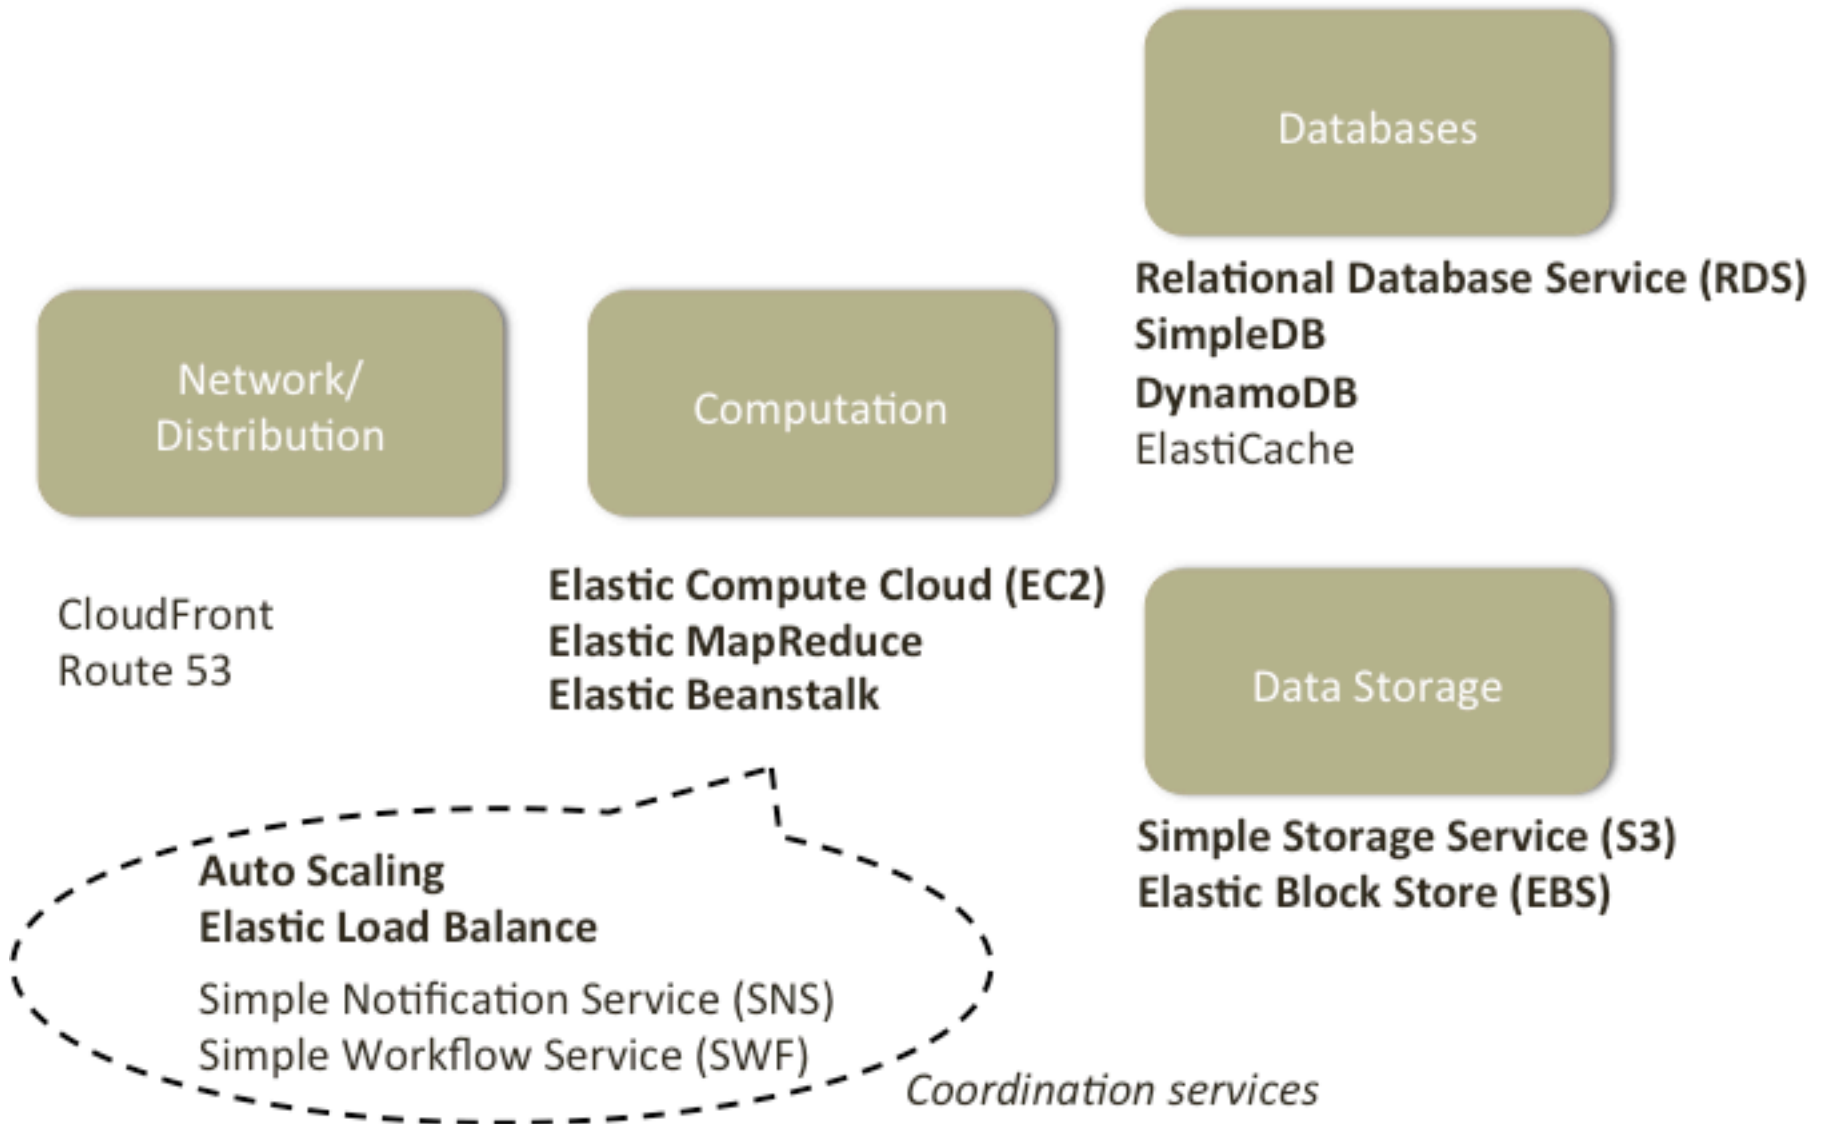 Databases
Relational Database Service (RDS)
SimpleDB
DynamoDB
ElastiCache
Network/
Distribution
CloudFront
Route 53
Computation
Elastic Compute Cloud (EC2)
Elastic MapReduce
Elastic Beanstalk
Data Storage
Simple Storage Service (S3)
Elastic Block Store (EBS)
Auto Scaling
Elastic Load Balance
Simple Notification Service (SNS)
Simple Workflow Service (SWF)
Coordination services